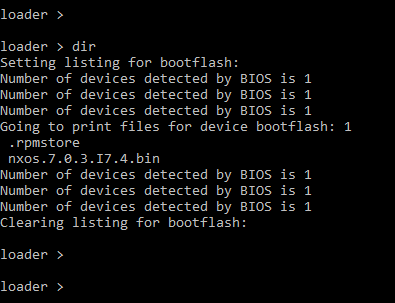 loader >
loader > dir
Setting listing for bootflash:
Number of devices detected by BIOS is 1
Number of devices detected by BIOS is 1
Number of devices detected by BIOS is 1
Going to print files for device bootflash: 1
.rpmstore
nxos.7.0.3.I7.4.bin
Number of devices detected by BIOS is 1
Number of devices detected by BIOS is 1
Number of devices detected by BIOS is 1
Clearing listing for bootflash:
loader >
loader >